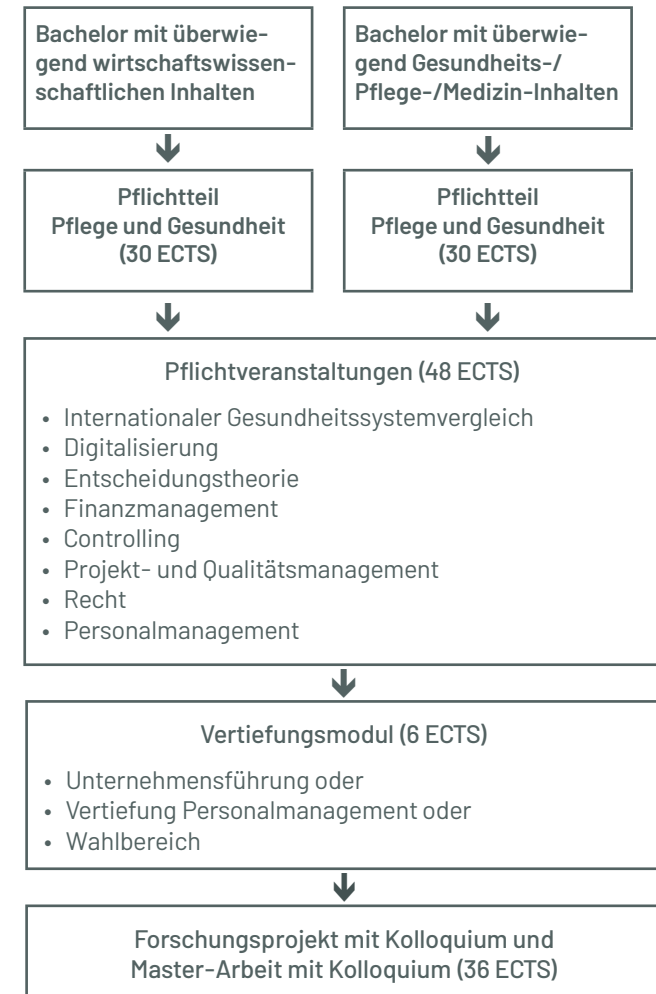 Bachelor mit überwie-
gend wirtschaftswissen-
schaftlichen Inhalten
Bachelor mit überwie-
gend Gesundheits-/
Pflege-/Medizin-Inhalten
Pflichtteil
Pflege und Gesundheit
(30 ECTS)
Pflichtteil
Pflege und Gesundheit
(30 ECTS)
Pflichtveranstaltungen (48 ECTS)
• Internationaler Gesundheitssystemvergleich
• Digitalisierung
• Entscheidungstheorie
• Finanzmanagement
• Controlling
• Projekt- und Qualitätsmanagement
• Recht
• Personalmanagement
Vertiefungsmodul (6 ECTS)
• Unternehmensführung oder
• Vertiefung Personalmanagement oder
• Wahlbereich
Forschungsprojekt mit Kolloquium und
Master-Arbeit mit Kolloquium (36 ECTS)